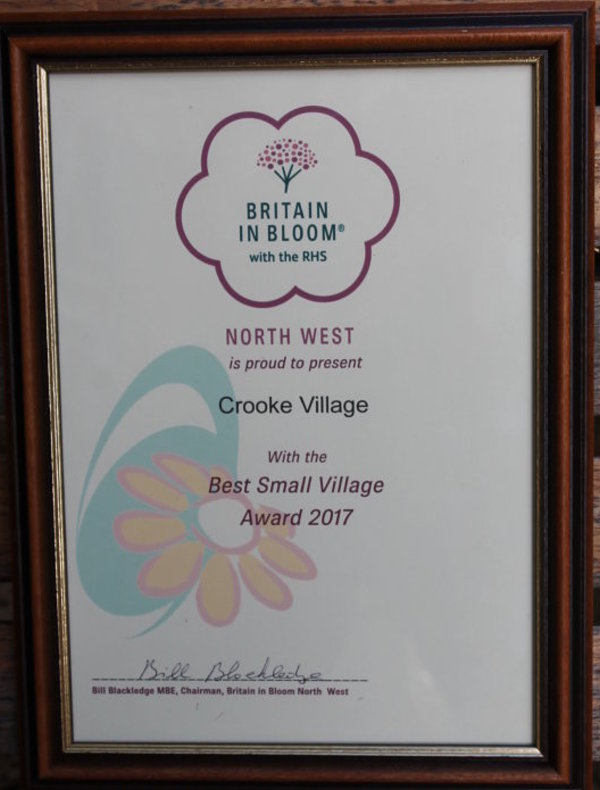 BRITAIN
IN BLOOM®
with the RHS
NORTH WEST
is proud to present
Crooke Village
With the
Best Small Village
Award 2017
Bill Blackledge
Bill Blackledge MBE, Chairman, Britain in Bloom North West